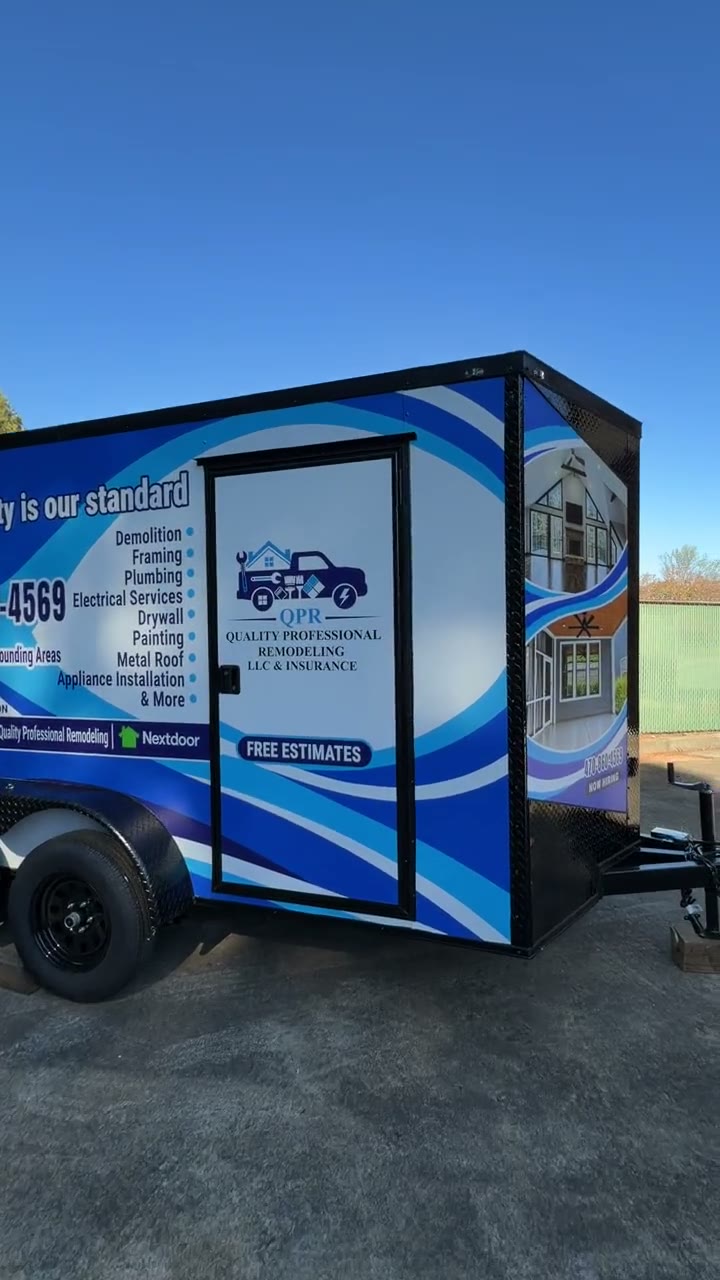 ty is our standard
Demolition
Framing
Plumbing
Electrical Services
Drywall
Painting
Metal Roof
Appliance Installation
& More
-4569
ounding Areas
ON
Quality Professional Remodeling
Nextdoor
QPR
QUALITY PROFESSIONAL
REMODELING
LLC & INSURANCE
FREE ESTIMATES
NOW HIRING